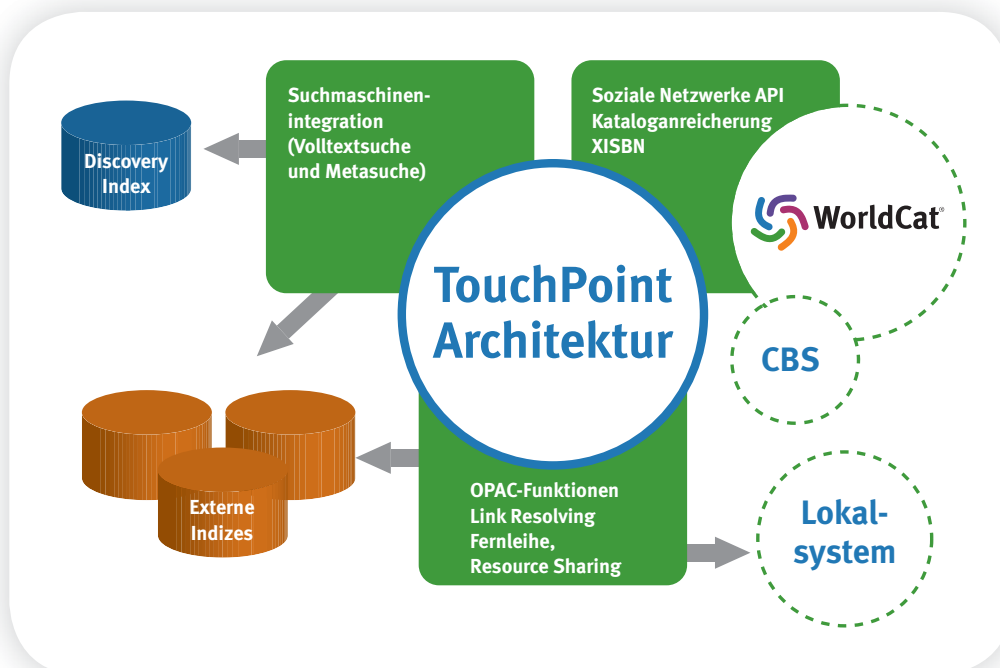 Suchmaschinen-
integration
(Volltextsuche
und Metasuche)
Soziale Netzwerke API
Kataloganreicherung
XISBN
Discovery
Index
WorldCat®
TouchPoint
Architektur
CBS
Externe
Indizes
OPAC-Funktionen
Link Resolving
Fernleihe,
Resource Sharing
Lokal-
system